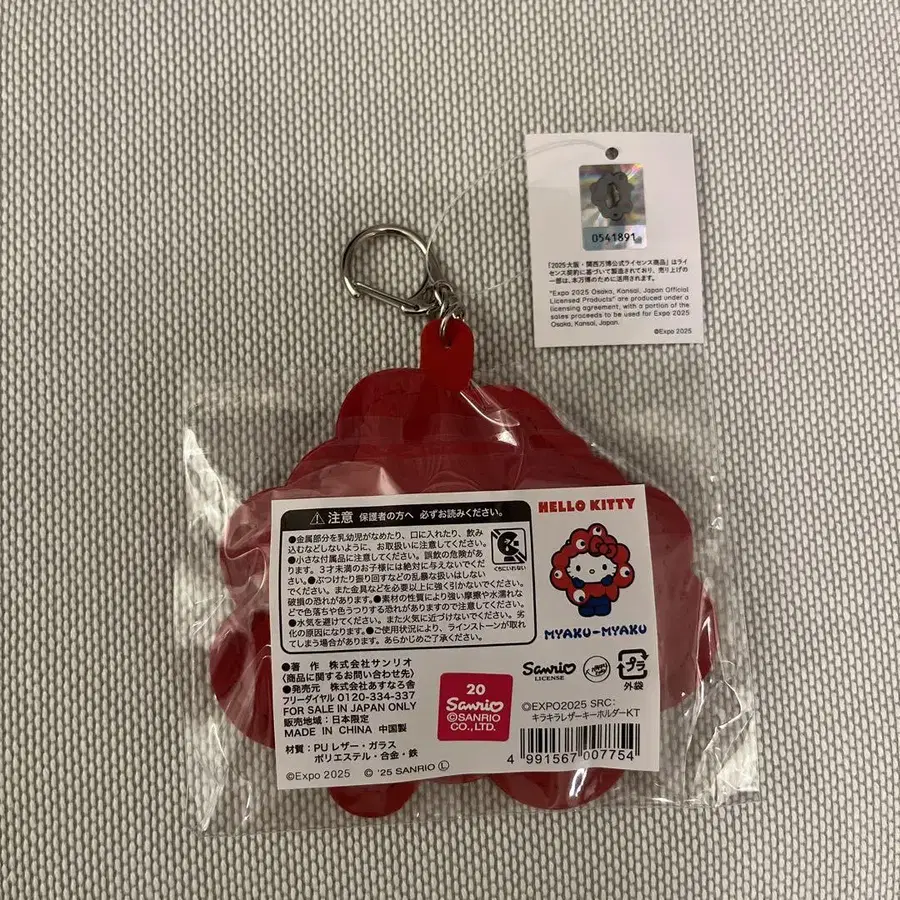 0541891
「2025大阪・関西万博公式ライセンス商品」はライ
センス契約に基づいて製造されており、売り上げの
一部は、本万博のために活用されます。
"Expo 2025 Osaka, Kansai, Japan Official
Licensed Products" are produced under a
licensing agreement, with a portion of the
sales proceeds to be used for Expo 2025
Osaka, Kansai, Japan.
©Expo 2025
注意 保護者の方へ 必ずお読みください。
●金属部分を乳幼児がなめたり、口に入れたり、飲み
込むなどしないように、お取扱いに注意してください。
●小さな付属品に注意してください。誤飲の危険があ
ります。3才未満のお子様には絶対に与えないでくだ
さい。●ぶつけたり振り回すなどの乱暴な扱いはしない
でください。また金具などを必要以上に強く引かないでください。
破損の恐れがあります。●素材の性質により強い摩擦や水濡れな
どで色落ちや色うつりする恐れがありますので注意してください。
●水気を避けてください。また火気に近づけないでください。劣
化の原因になります。●ご使用状況により、ラインストーンが取れ
てしまう場合があります。あらかじめご了承ください。
くちにいれない
HELLO KITTY
MYAKU-MYAKU
●著 作 株式会社サンリオ
〈商品に関するお問い合わせ先〉
●発売元 株式会社あすなろ舎
フリーダイヤル 0120-334-337
FOR SALE IN JAPAN ONLY
販売地域:日本限定
MADE IN CHINA 中国製
材質:PUレザー・ガラス
ポリエステル・合金・鉄
©Expo 2025 © '25 SANRIO Ⓛ
20
Sanrio
©SANRIO
CO.,LTD.
Sanrio
LICENSE
プラ
外袋
©EXPO2025 SRC:
キラキラレザーキーホルダーKT
4 991567 007754